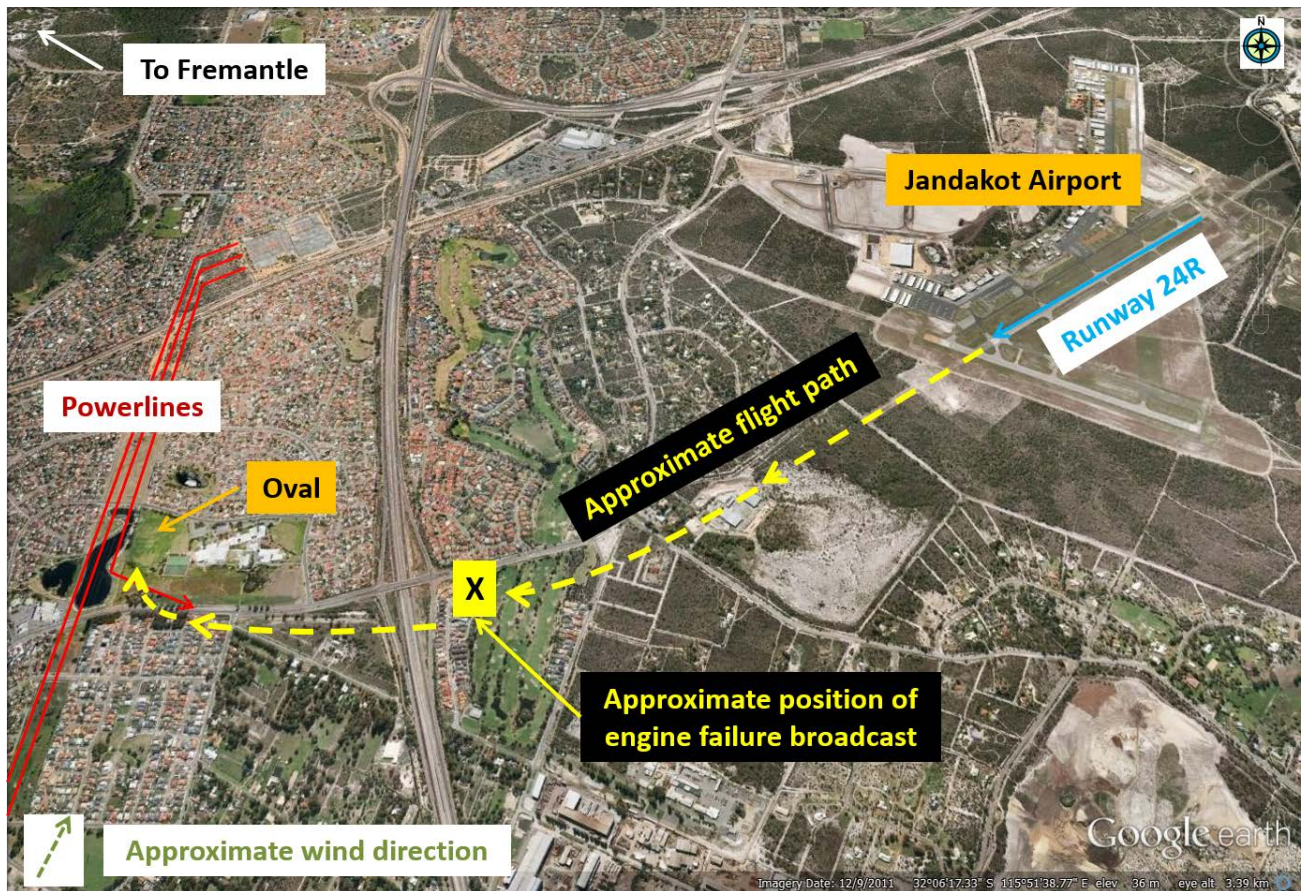 N
To Fremantle
Jandakot Airport
Runway 24R
Approximate flight path
Powerlines
Oval
X
Approximate position of
engine failure broadcast
Approximate wind direction
Google earth
Imagery Date: 12/9/2011 32°06'17.33" S 115°51'38.77" E elev 36 m eye alt 3.39 km